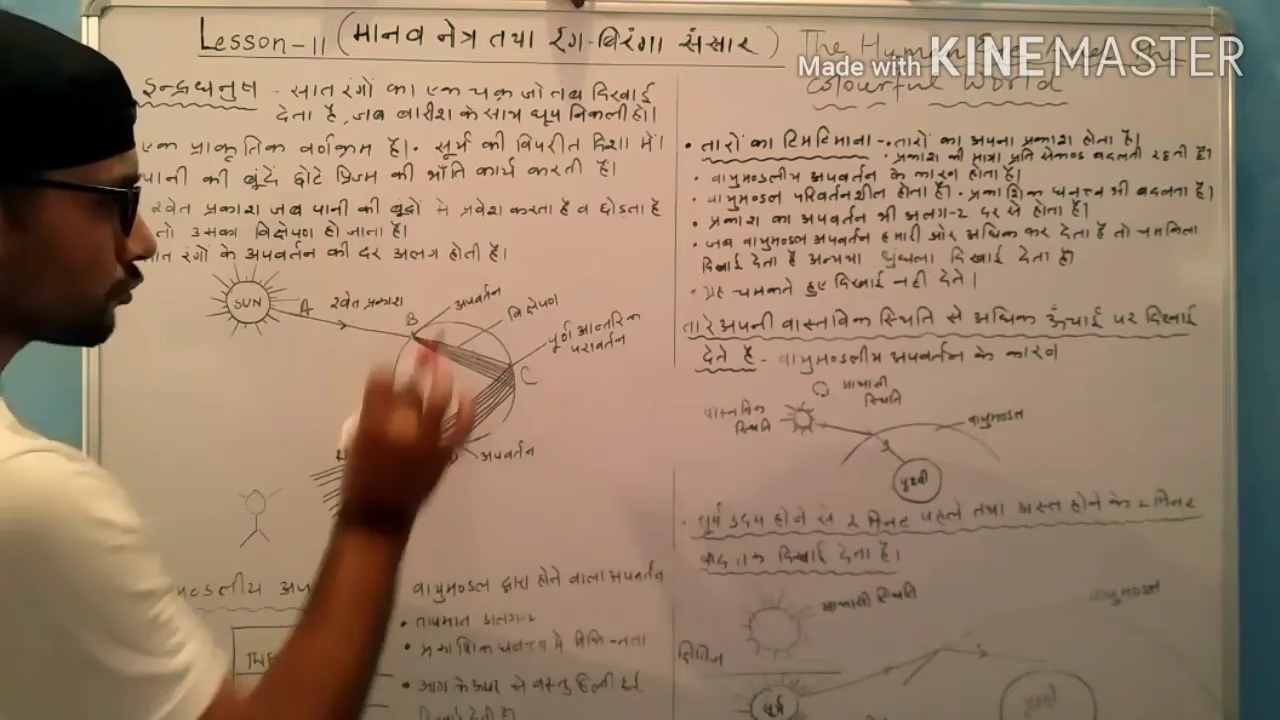 Lesson-11 (मानव नेत्र तथा रंग-बिरंगा संसार) The Human
Colourful World
Made with KINEMASTER
इन्द्रधनुष - सात रंगों का एक चक्र जो तब दिखाई
देता है, जब बारीश के साथ धूप निकली हो।
एक प्राकृतिक वर्णक्रम है। सूर्य की विपरीत दिशा में।
पानी की बूंदें छोटे प्रिज्म की भाँति कार्य करती है।
श्वेत प्रकाश जब पानी की बूंदों में प्रवेश करता है व छोड़ता है
तो उसका विक्षेपण हो जाता है।
रंगों के अपवर्तन की दर अलग होती है।
SUN
A
श्वेत प्रकाश
B
अपवर्तन
विक्षेपण
पूर्ण आन्तरिक
परावर्तन
C
अपवर्तन
वायुमण्डल द्वारा होने वाला अपवर्तन
• तापमान अलग-2
• प्रकाशिक घनत्व में विभिन्नता
• आग के ऊपर से वस्तु हिलती हुई
दिखाई देती है।
• तारों का टिमटिमाना -• तारों का अपना प्रकाश होता है।
• प्रकाश की मात्रा प्रति सेकण्ड बदलती रहती है।
• वायुमण्डलीय अपवर्तन के कारण होता है।
• वायुमण्डल परिवर्तनशील होता है। • प्रकाशिक घनत्व भी बदलता है।
• प्रकाश का अपवर्तन भी अलग-2 दर से होता है।
• जब वायुमण्डल अपवर्तन हमारी ओर अधिक कर देता है तो चमकिला
दिखाई देता है अन्यथा धुंधला दिखाई देता है।
• ग्रह चमकते हुए दिखाई नहीं देते।
तारे अपनी वास्तविक स्थिति से अधिक ऊँचाई पर दिखाई
देते है - वायुमण्डलीय अपवर्तन के कारण
आभासी
स्थिति
वास्तविक
स्थिति
वायुमण्डल
पृथ्वी
• सूर्य उदय होने से 2 मिनट पहले तथा अस्त होने के 2 मिनट
बाद तक दिखाई देता है।
आभासी स्थिति
वायुमण्डल
क्षितिज
सूर्य
पृथ्वी